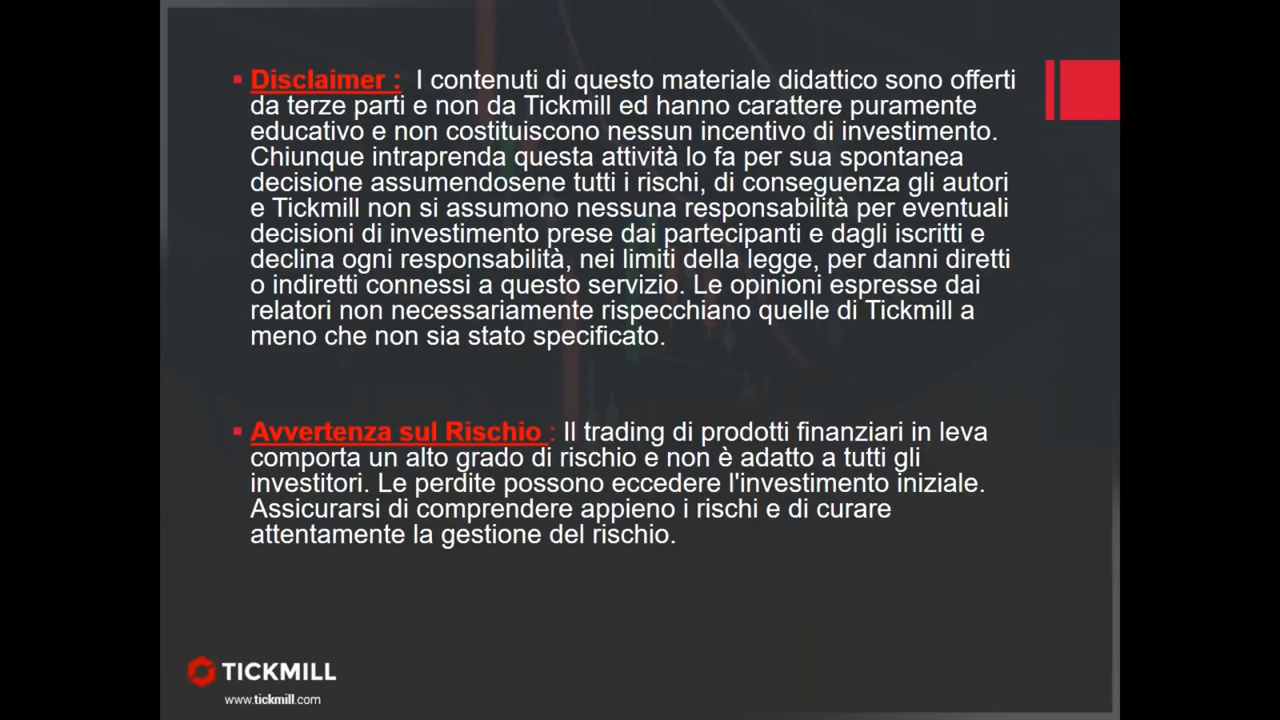 ▪ Disclaimer : I contenuti di questo materiale didattico sono offerti
da terze parti e non da Tickmill ed hanno carattere puramente
educativo e non costituiscono nessun incentivo di investimento.
Chiunque intraprenda questa attività lo fa per sua spontanea
decisione assumendosene tutti i rischi, di conseguenza gli autori
e Tickmill non si assumono nessuna responsabilità per eventuali
decisioni di investimento prese dai partecipanti e dagli iscritti e
declina ogni responsabilità, nei limiti della legge, per danni diretti
o indiretti connessi a questo servizio. Le opinioni espresse dai
relatori non necessariamente rispecchiano quelle di Tickmill a
meno che non sia stato specificato.
▪ Avvertenza sul Rischio : Il trading di prodotti finanziari in leva
comporta un alto grado di rischio e non è adatto a tutti gli
investitori. Le perdite possono eccedere l'investimento iniziale.
Assicurarsi di comprendere appieno i rischi e di curare
attentamente la gestione del rischio.
TICKMILL
www.tickmill.com